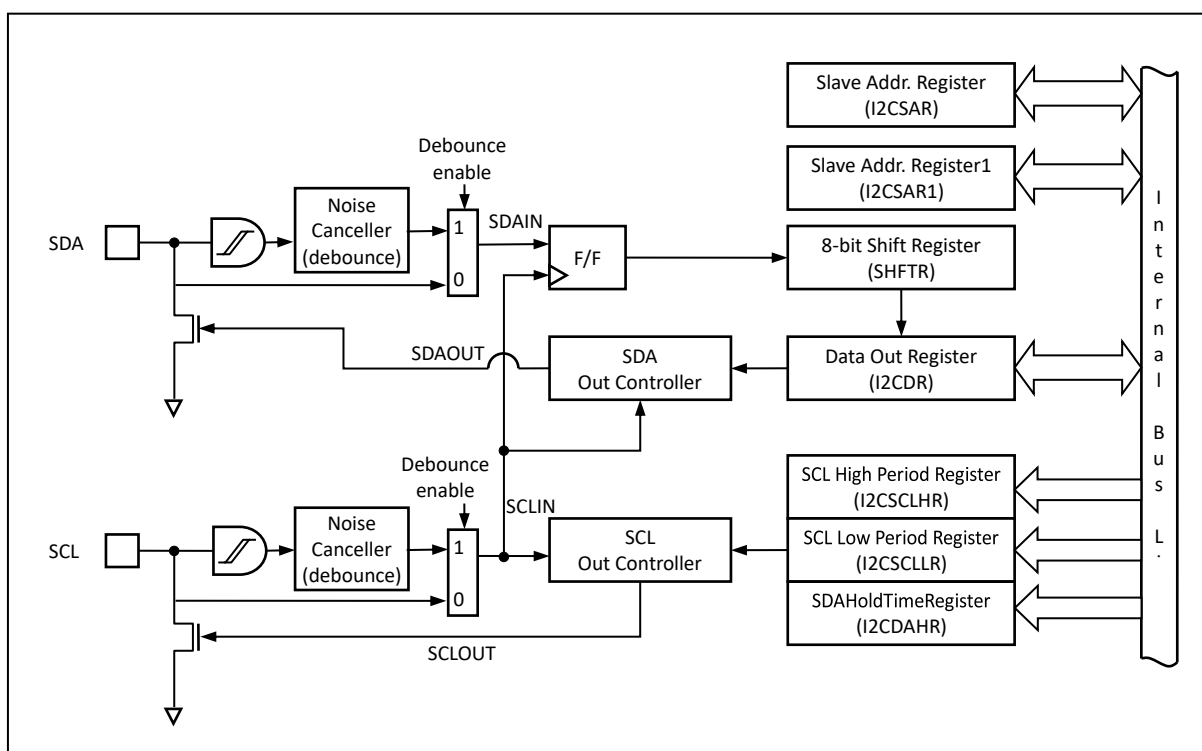 Slave Addr. Register
(I2CSAR)
Slave Addr. Register1
(I2CSAR1)
Debounce
enable
SDA
Noise
Canceller
(debounce)
1
0
SDAIN
F/F
8-bit Shift Register
(SHFTR)
SDAOUT
SDA
Out Controller
Data Out Register
(I2CDR)
Debounce
enable
SCL
Noise
Canceller
(debounce)
1
0
SCLIN
SCL
Out Controller
SCL High Period Register
(I2CSCLHR)
SCL Low Period Register
(I2CSCLLR)
SDAHoldTimeRegister
(I2CDAHR)
SCLOUT
Internal Bus L.